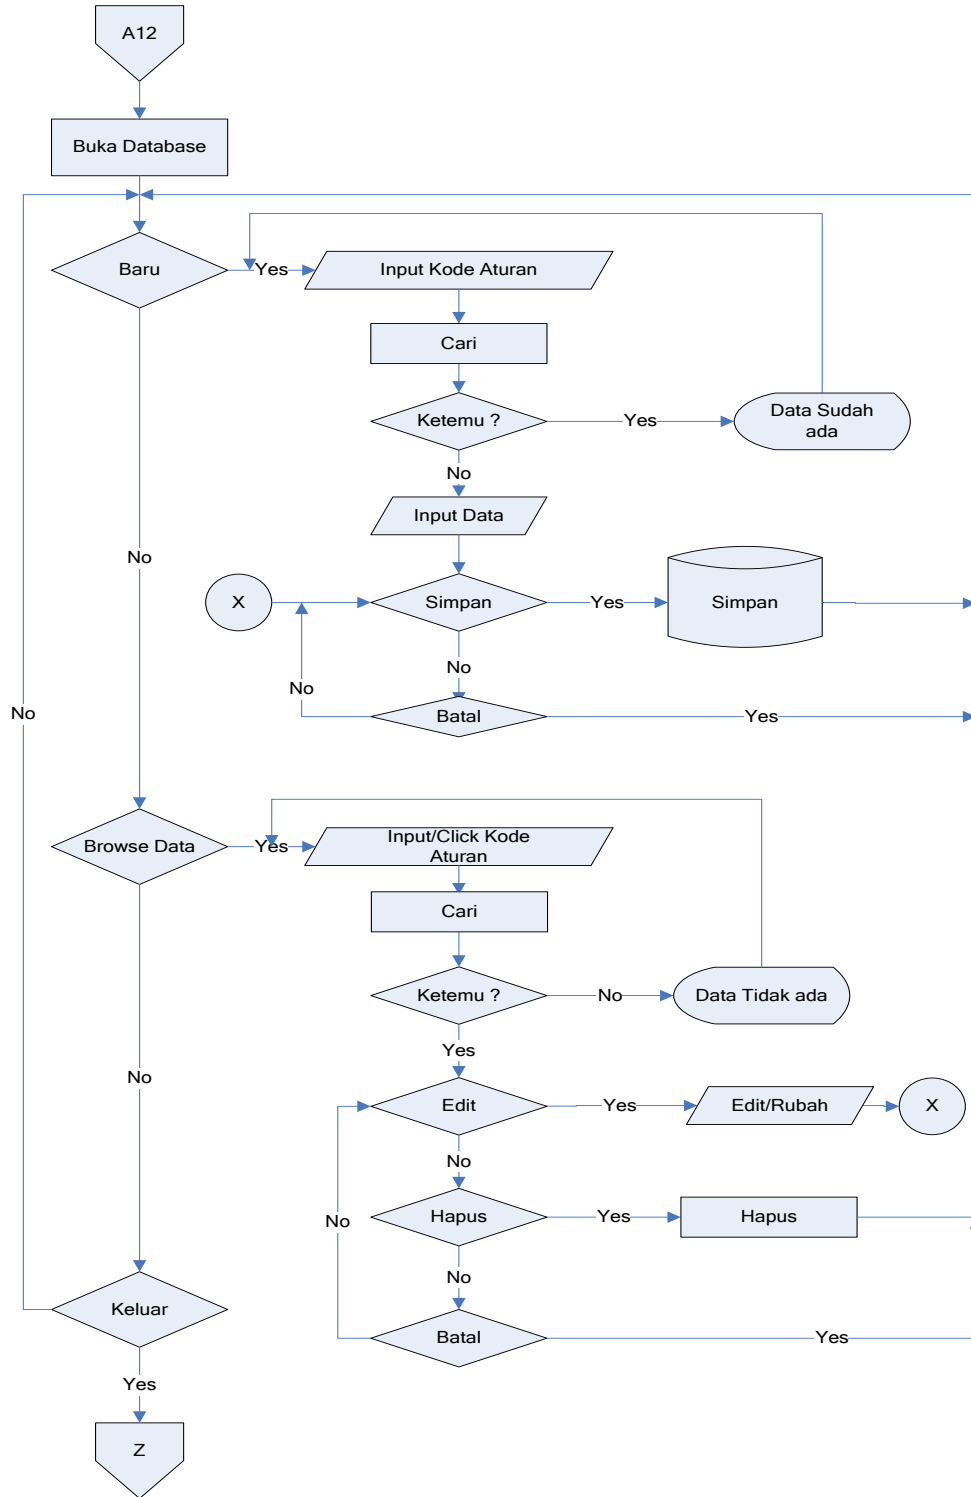 A12
Buka Database
Baru
Yes
Input Kode Aturan
Cari
Ketemu ?
Yes
Data Sudah
ada
No
Input Data
No
X
Simpan
Yes
Simpan
No
No
Batal
Yes
No
Browse Data
Yes
Input/Click Kode
Aturan
Cari
Ketemu ?
No
Data Tidak ada
Yes
No
Edit
Yes
Edit/Rubah
X
No
Hapus
Yes
Hapus
No
No
Keluar
Batal
Yes
Yes
Z